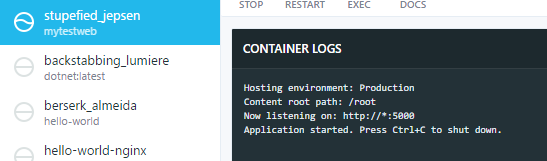 stupefied_jepsen
mytestweb
backstabbing_lumiere
dotnet:latest
berserk_almeida
hello-world
hello-world-nginx
STOP RESTART EXEC DOCS
CONTAINER LOGS
Hosting environment: Production
Content root path: /root
Now listening on: http://*:5000
Application started. Press Ctrl+C to shut down.